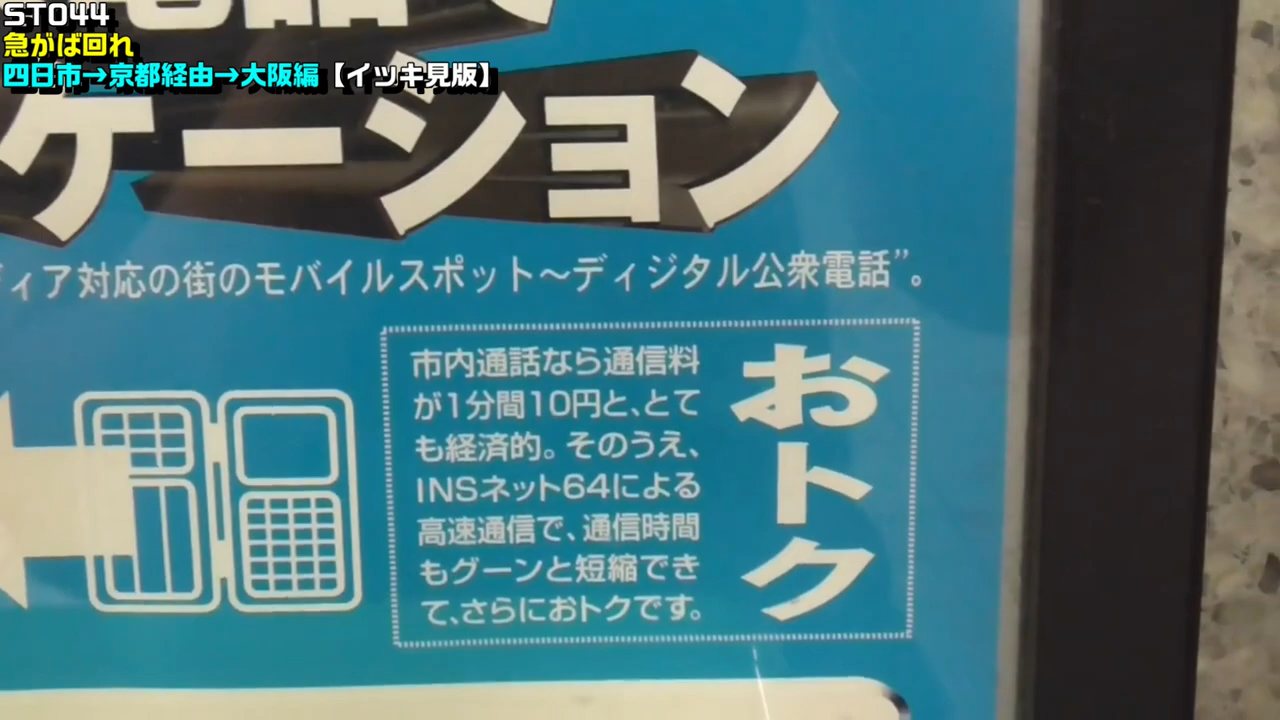 STO44
急がば回れ
四日市→京都経由→大阪編【イツキ見版】
ケーション
ディア対応の街のモバイルスポット～ディジタル公衆電話”。
おトク
市内通話なら通信料
が1分間10円と、とて
も経済的。そのうえ、
INSネット64による
高速通信で、通信時間
もグーンと短縮でき
て、さらにおトクです。